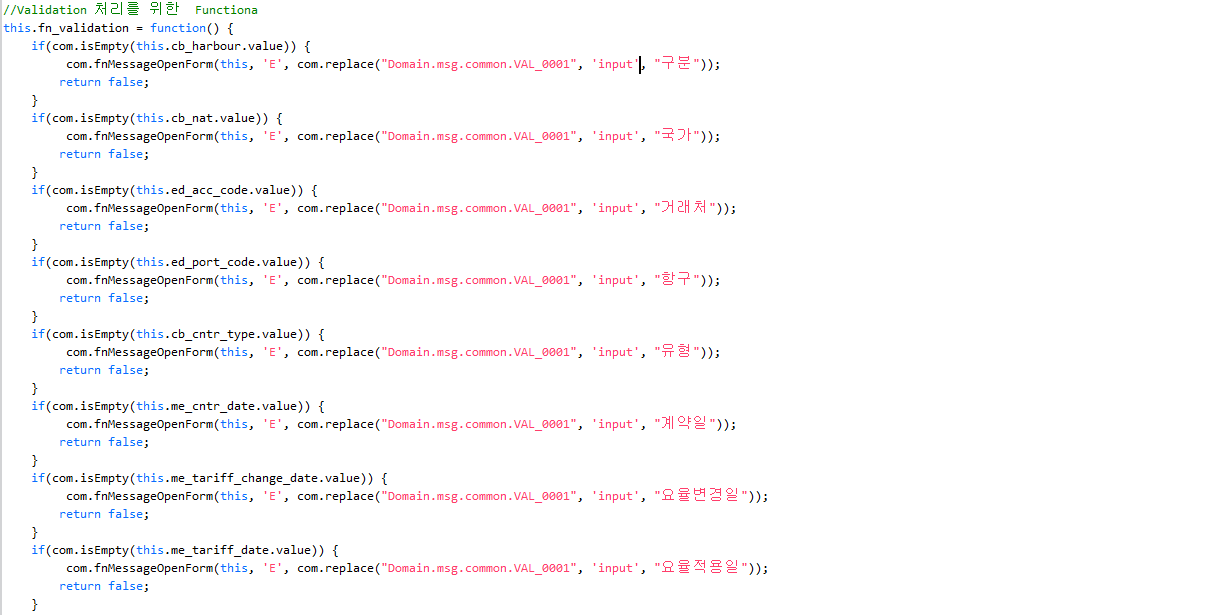 //Validation 처리를 위한  Functiona
this.fn_validation = function() {
    if(com.isEmpty(this.cb_harbour.value)) {
         com.fnMessageOpenForm(this, 'E', com.replace("Domain.msg.common.VAL_0001", 'input', "구분"));
        return false;
    }
    if(com.isEmpty(this.cb_nat.value)) {
         com.fnMessageOpenForm(this, 'E', com.replace("Domain.msg.common.VAL_0001", 'input', "국가"));
        return false;
    }
    if(com.isEmpty(this.ed_acc_code.value)) {
         com.fnMessageOpenForm(this, 'E', com.replace("Domain.msg.common.VAL_0001", 'input', "거래처"));
        return false;
    }
    if(com.isEmpty(this.ed_port_code.value)) {
         com.fnMessageOpenForm(this, 'E', com.replace("Domain.msg.common.VAL_0001", 'input', "항구"));
        return false;
    }
    if(com.isEmpty(this.cb_cntr_type.value)) {
         com.fnMessageOpenForm(this, 'E', com.replace("Domain.msg.common.VAL_0001", 'input', "유형"));
        return false;
    }
    if(com.isEmpty(this.me_cntr_date.value)) {
         com.fnMessageOpenForm(this, 'E', com.replace("Domain.msg.common.VAL_0001", 'input', "계약일"));
        return false;
    }
    if(com.isEmpty(this.me_tariff_change_date.value)) {
         com.fnMessageOpenForm(this, 'E', com.replace("Domain.msg.common.VAL_0001", 'input', "요율변경일"));
        return false;
    }
    if(com.isEmpty(this.me_tariff_date.value)) {
         com.fnMessageOpenForm(this, 'E', com.replace("Domain.msg.common.VAL_0001", 'input', "요율적용일"));
        return false;
    }